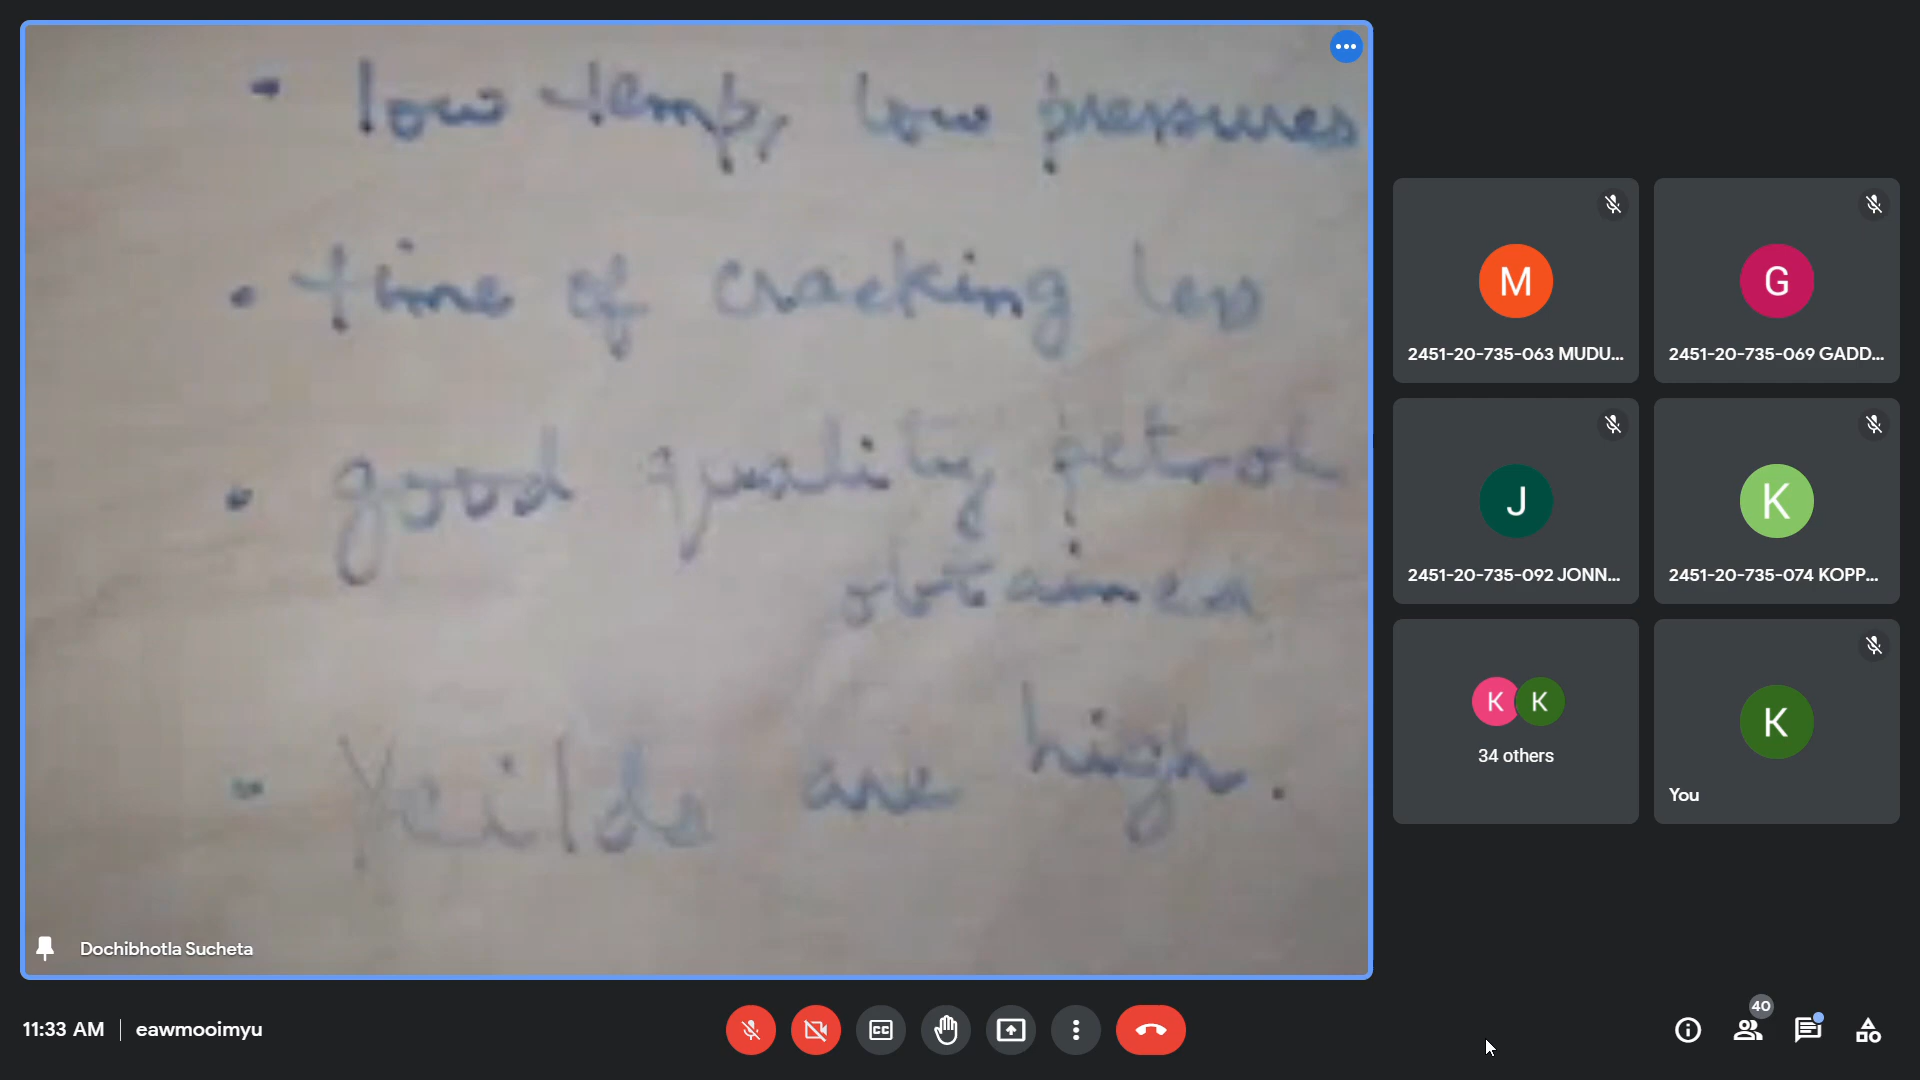 • low temp, low pressures
• time of cracking less
• good quality petrol
obtained
• Yeilds are high.
Dochibhotla Sucheta
M
2451-20-735-063 MUDU...
G
2451-20-735-069 GADD...
J
2451-20-735-092 JONN...
K
2451-20-735-074 KOPP...
K K
34 others
K
You
11:33 AM | eawmooimyu
CC
40